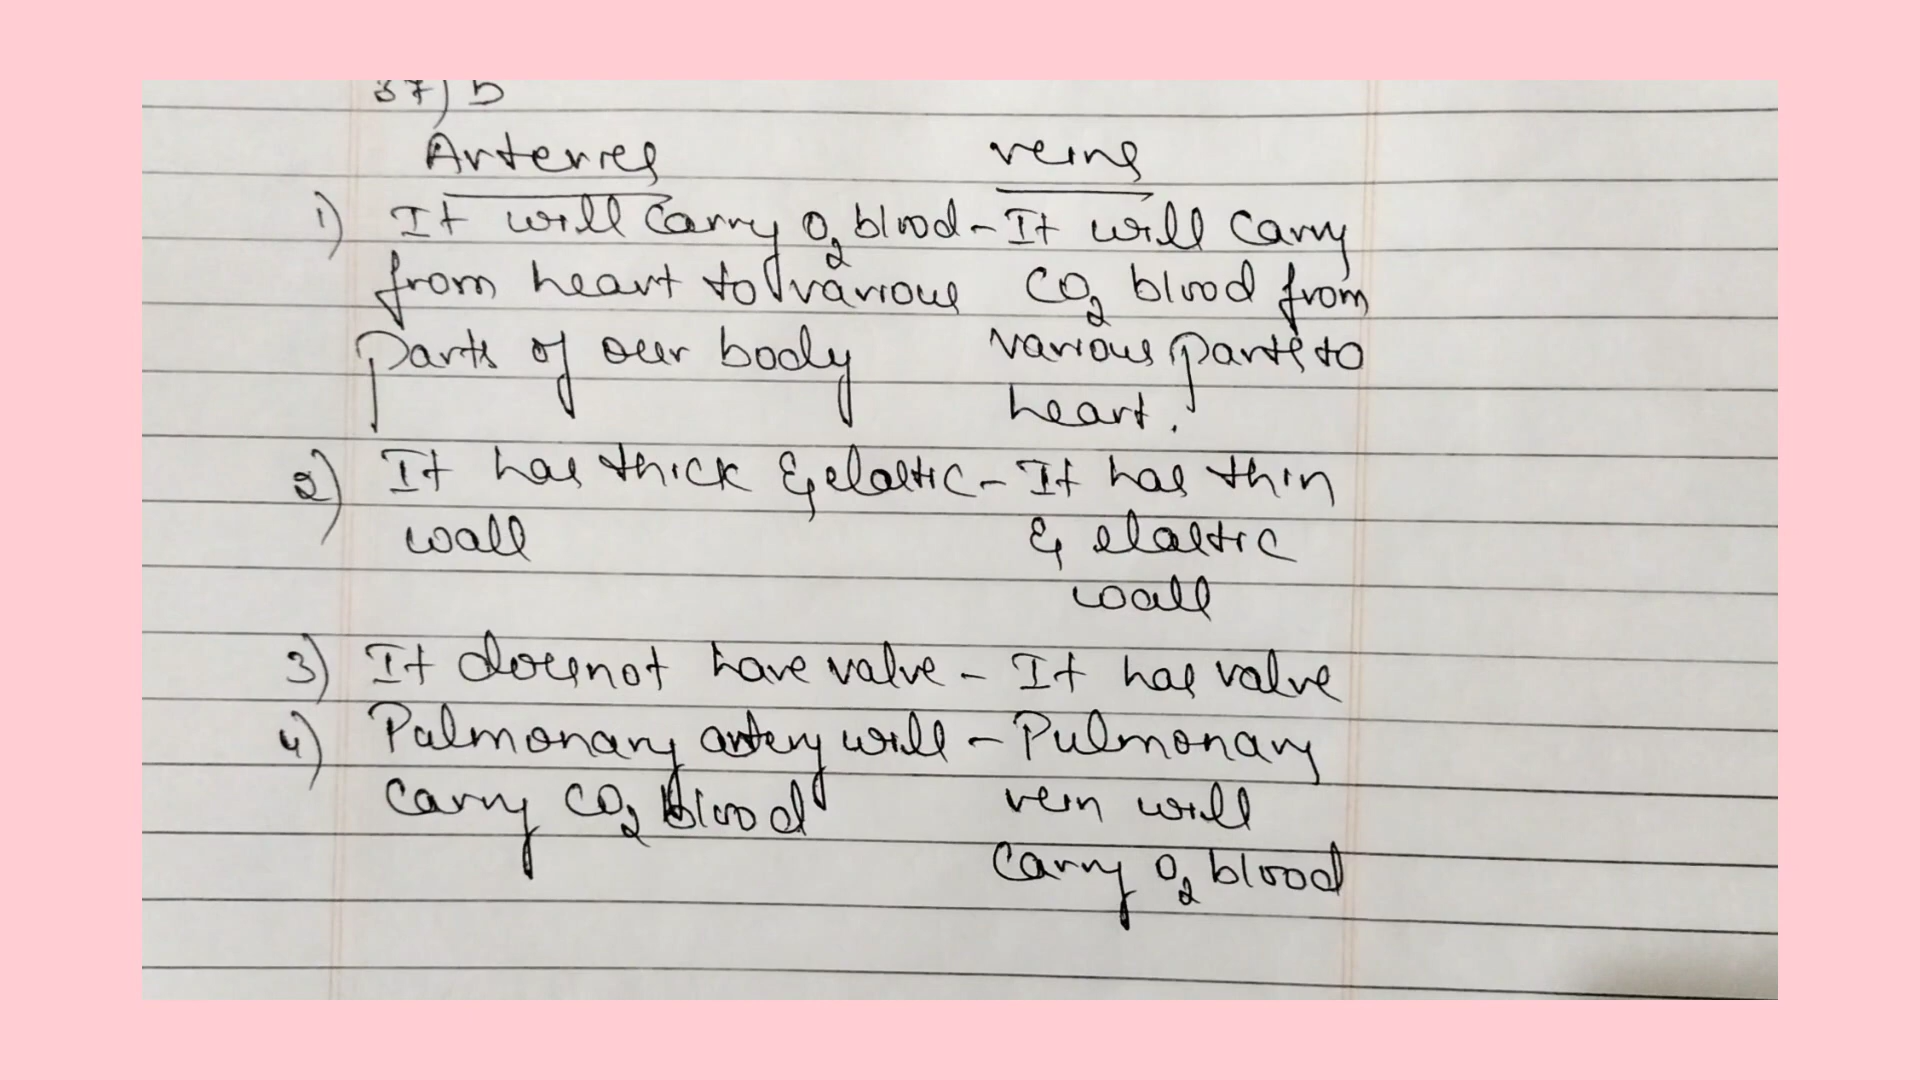 37) b
Arteries veins
1) It will carry O2 blood - It will carry
from heart to various CO2 blood from
parts of our body various parts to
heart.
2) It has thick & elastic - It has thin
wall & elastic
wall
3) It does not have valve - It has valve
4) Pulmonary artery will - Pulmonary
carry CO2 blood vein will
carry O2 blood